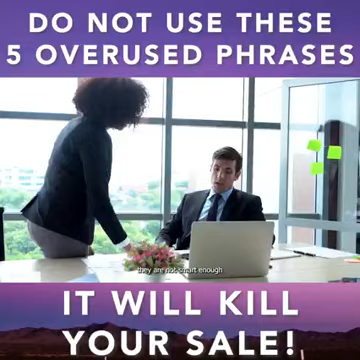 DO NOT USE THESE
5 OVERUSED PHRASES
they are not smart enough
IT WILL KILL
YOUR SALE!